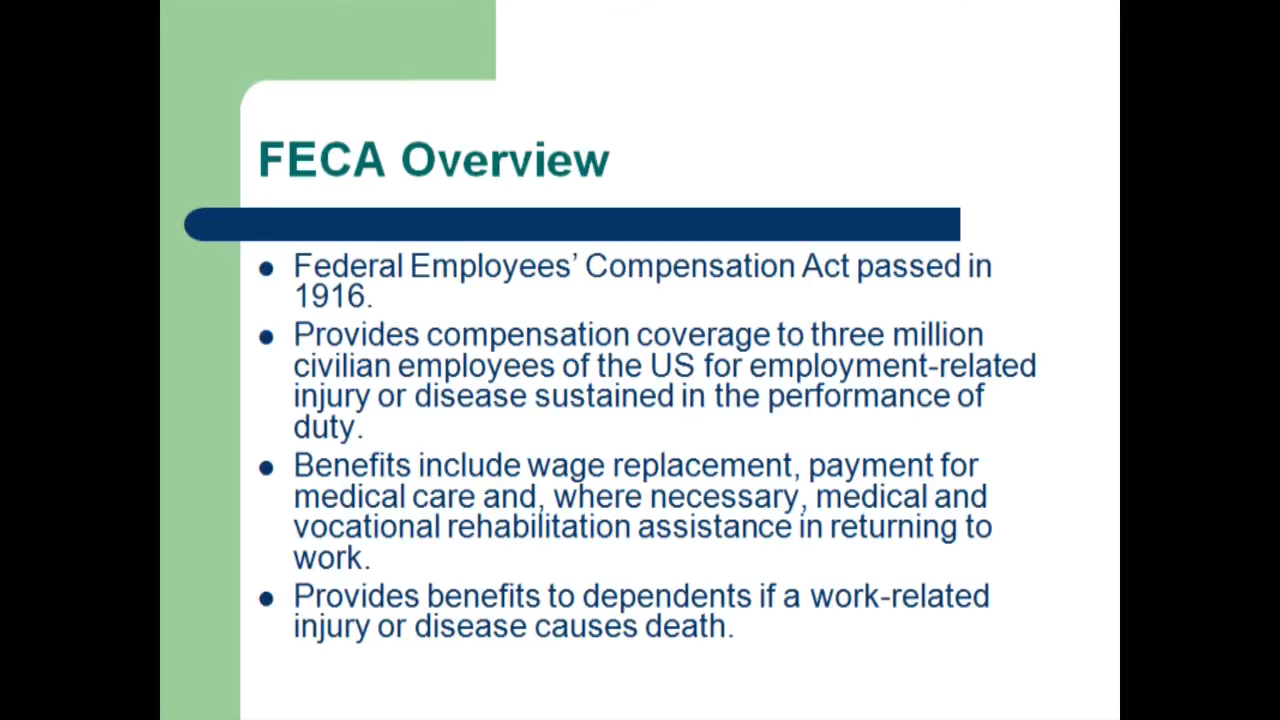 FECA Overview
● Federal Employees’ Compensation Act passed in
1916.
● Provides compensation coverage to three million
civilian employees of the US for employment-related
injury or disease sustained in the performance of
duty.
● Benefits include wage replacement, payment for
medical care and, where necessary, medical and
vocational rehabilitation assistance in returning to
work.
● Provides benefits to dependents if a work-related
injury or disease causes death.